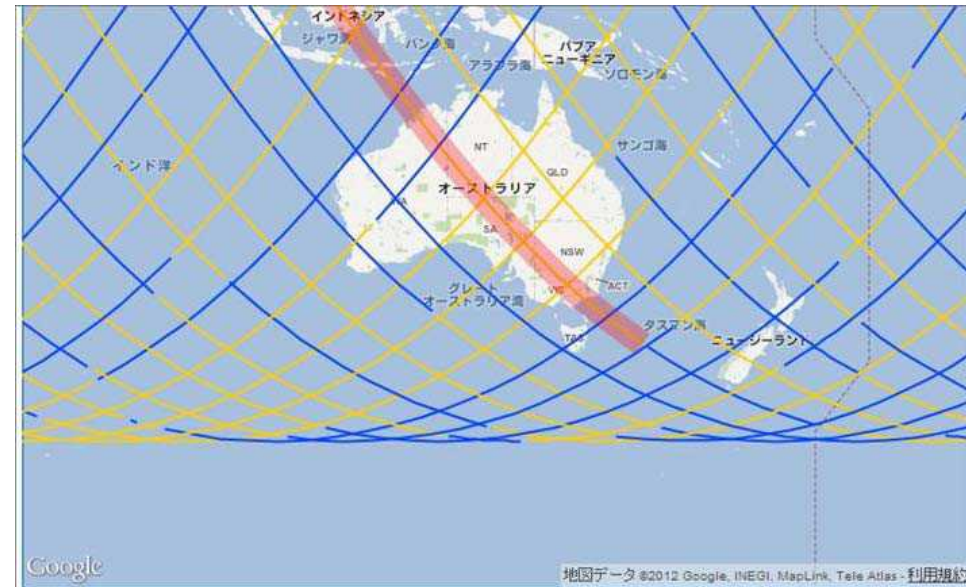 インドネシア
ジャワ海
バンダ海
パプア
ニューギニア
アラフラ海
ソロモン海
サンゴ海
インド洋
NT
QLD
オーストラリア
WA
SA
NSW
グレート
オーストラリア湾
VIC
ACT
TAS
タスマン海
ニュージーランド
Google
地図データ ©2012 Google, INEGI, MapLink, Tele Atlas - 利用規約